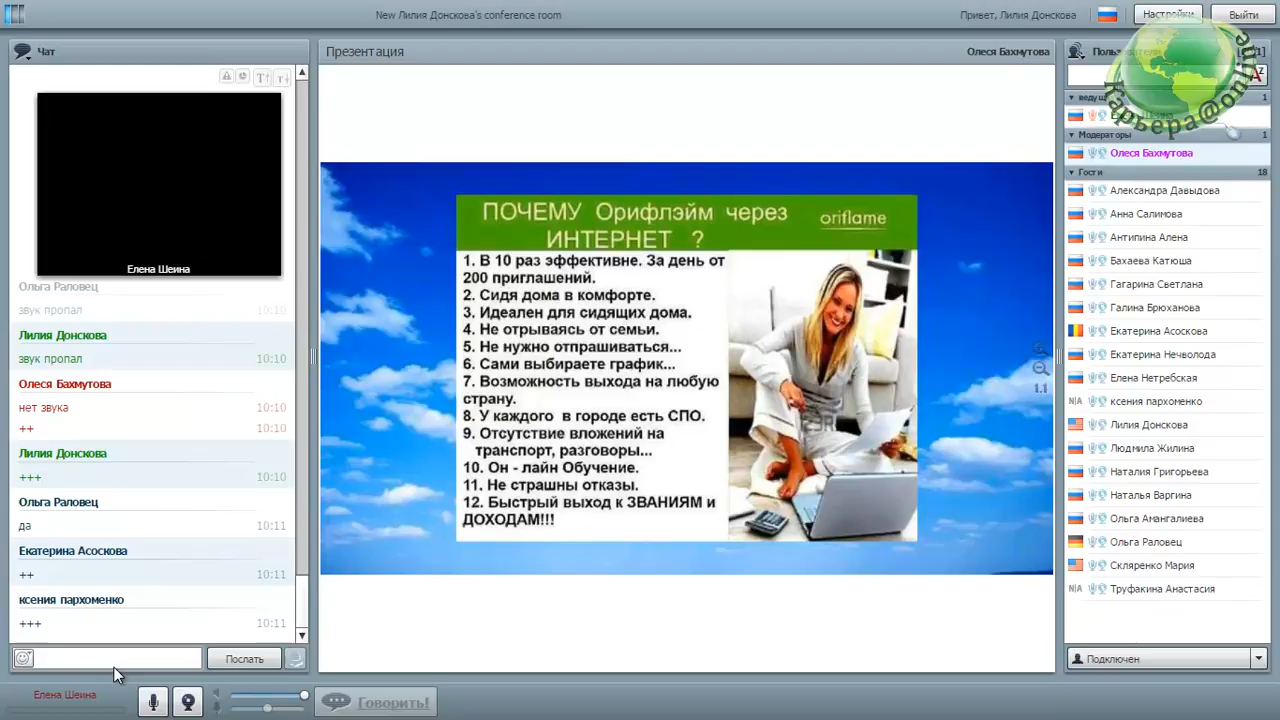 New Лилия Донскова's conference room
Привет, Лилия Донскова
Настройки
Выйти
Чат
Елена Шеина
Ольга Раловец
звук пропал 10:10
Лилия Донскова
звук пропал 10:10
Олеся Бахмутова
нет звука 10:10
++ 10:10
Лилия Донскова
+++ 10:10
Ольга Раловец
да 10:11
Екатерина Асоскова
++ 10:11
ксения пархоменко
+++ 10:11
Послать
Елена Шеина
Говорить!
Презентация
Олеся Бахмутова
ПОЧЕМУ Орифлэйм через
ИНТЕРНЕТ ?
oriflame
1. В 10 раз эффективне. За день от
200 приглашений.
2. Сидя дома в комфорте.
3. Идеален для сидящих дома.
4. Не отрываясь от семьи.
5. Не нужно отпрашиваться...
6. Сами выбираете график...
7. Возможность выхода на любую
страну.
8. У каждого в городе есть СПО.
9. Отсутствие вложений на
транспорт, разговоры...
10. Он - лайн Обучение.
11. Не страшны отказы.
12. Быстрый выход к ЗВАНИЯМ и
ДОХОДАМ!!!
1.1
Карьера@online
Модераторы 1
Олеся Бахмутова
Гости 18
Александра Давыдова
Анна Салимова
Антипина Алена
Бахаева Катюша
Гагарина Светлана
Галина Брюханова
Екатерина Асоскова
Екатерина Нечволода
Елена Нетребская
N/A ксения пархоменко
Лилия Донскова
Людмила Жилина
Наталия Григорьева
Наталья Варгина
Ольга Амангалиева
Ольга Раловец
Скляренко Мария
N/A Труфакина Анастасия
Подключен